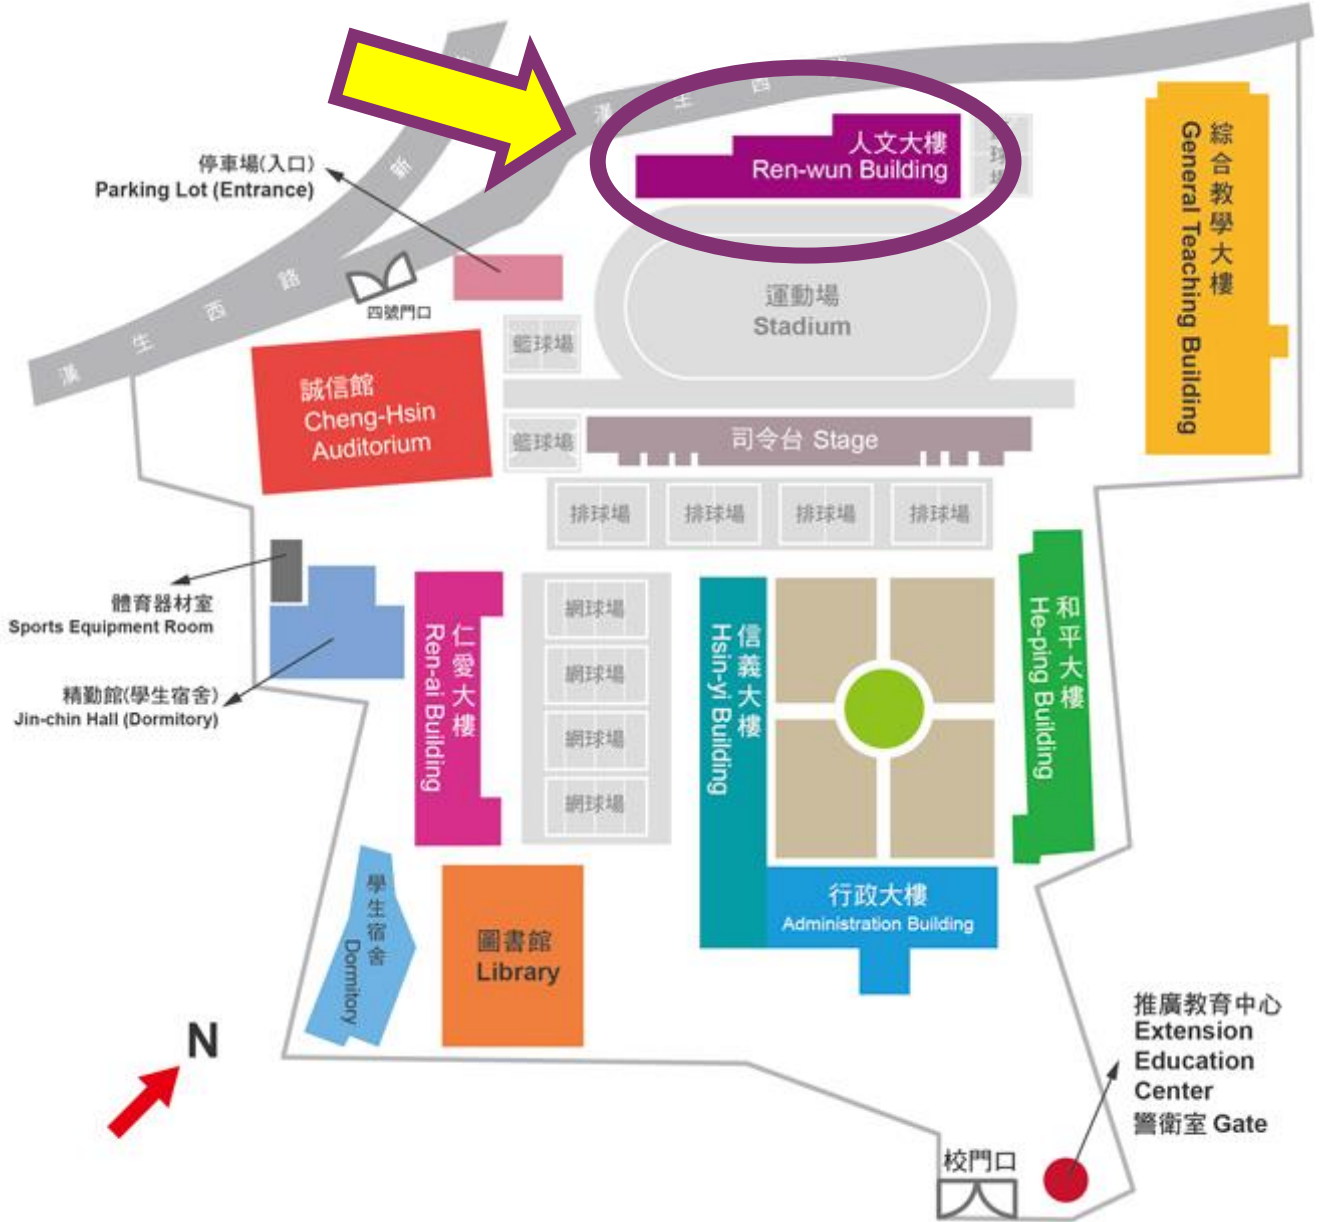 漢 生 四 路
新
停車場(入口)
Parking Lot (Entrance)
人文大樓
Ren-wun Building
球
場
綜合教學大樓
General Teaching Building
漢 生 西 路
四號門口
運動場
Stadium
籃球場
誠信館
Cheng-Hsin
Auditorium
籃球場
司令台 Stage
排球場
排球場
排球場
排球場
體育器材室
Sports Equipment Room
精勤館(學生宿舍)
Jin-chin Hall (Dormitory)
仁愛大樓
Ren-ai Building
網球場
網球場
網球場
網球場
信義大樓
Hsin-yi Building
和平大樓
He-ping Building
學生宿舍
Dormitory
圖書館
Library
行政大樓
Administration Building
N
推廣教育中心
Extension
Education
Center
警衛室 Gate
校門口